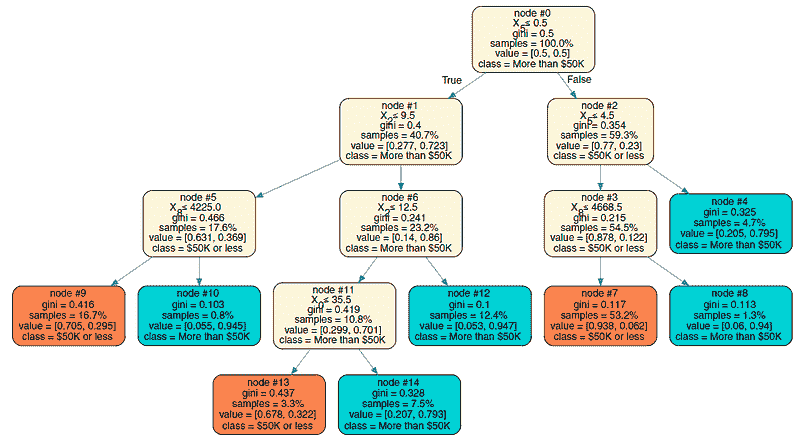 node #0
X₅ ≤ 0.5
gini = 0.5
samples = 100.0%
value = [0.5, 0.5]
class = More than $50K
True
False
node #1
X₂ ≤ 9.5
gini = 0.4
samples = 40.7%
value = [0.277, 0.723]
class = More than $50K
node #2
X₅ ≤ 4.5
gini = 0.354
samples = 59.3%
value = [0.77, 0.23]
class = $50K or less
node #5
X₈ ≤ 4225.0
gini = 0.466
samples = 17.6%
value = [0.631, 0.369]
class = $50K or less
node #6
X₂ ≤ 12.5
gini = 0.241
samples = 23.2%
value = [0.14, 0.86]
class = More than $50K
node #3
X₈ ≤ 4668.5
gini = 0.215
samples = 54.5%
value = [0.878, 0.122]
class = $50K or less
node #4
gini = 0.325
samples = 4.7%
value = [0.205, 0.795]
class = More than $50K
node #9
gini = 0.416
samples = 16.7%
value = [0.705, 0.295]
class = $50K or less
node #10
gini = 0.103
samples = 0.8%
value = [0.055, 0.945]
class = More than $50K
node #11
X₀ ≤ 35.5
gini = 0.419
samples = 10.8%
value = [0.299, 0.701]
class = More than $50K
node #12
gini = 0.1
samples = 12.4%
value = [0.053, 0.947]
class = More than $50K
node #7
gini = 0.117
samples = 53.2%
value = [0.938, 0.062]
class = $50K or less
node #8
gini = 0.113
samples = 1.3%
value = [0.06, 0.94]
class = More than $50K
node #13
gini = 0.437
samples = 3.3%
value = [0.678, 0.322]
class = $50K or less
node #14
gini = 0.328
samples = 7.5%
value = [0.207, 0.793]
class = More than $50K